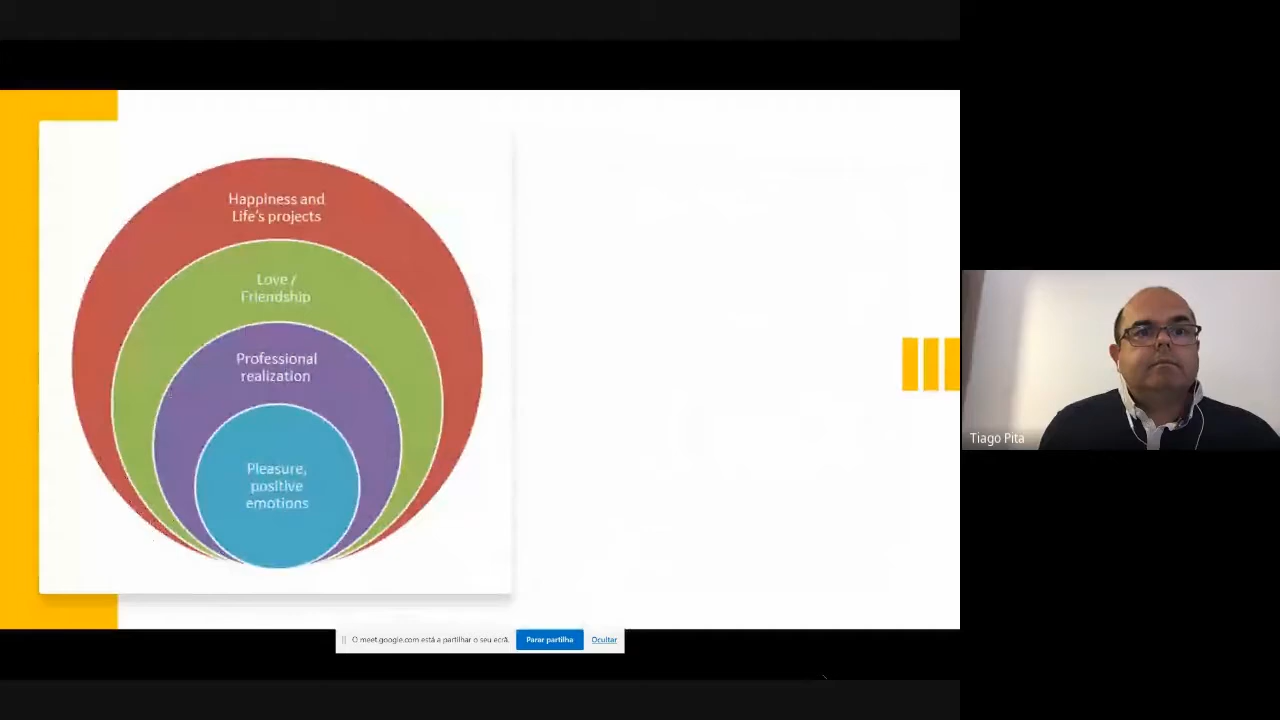 Happiness and
Life's projects
Love /
Friendship
Professional
realization
Pleasure,
positive
emotions
Tiago Pita
O meet.google.com está a partilhar o seu ecrã.
Parar partilha
Ocultar